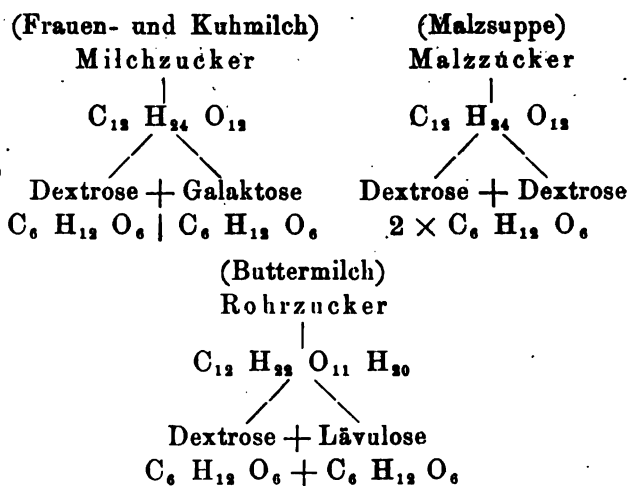 (Frauen- und Kuhmilch)
Milchzucker
C₁₂ H₂₄ O₁₂
Dextrose + Galaktose
C₆ H₁₂ O₆ | C₆ H₁₂ O₆
(Malzsuppe)
Malzzucker
C₁₂ H₂₄ O₁₂
Dextrose + Dextrose
2 × C₆ H₁₂ O₆
(Buttermilch)
Rohrzucker
C₁₂ H₂₂ O₁₁ H₂₀
Dextrose + Lävulose
C₆ H₁₂ O₆ + C₆ H₁₂ O₆